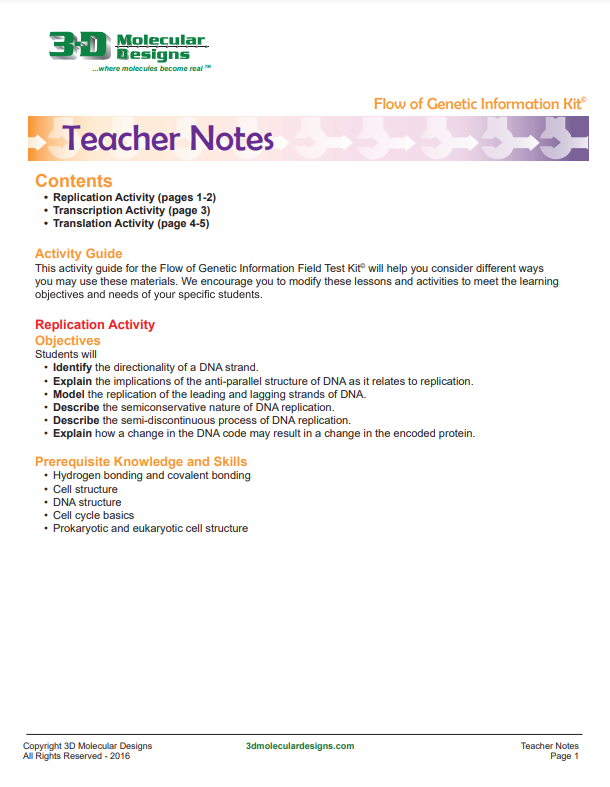 3-D Molecular
Designs
...where molecules become real ™
Flow of Genetic Information Kit©
Teacher Notes
Contents
• Replication Activity (pages 1-2)
• Transcription Activity (page 3)
• Translation Activity (page 4-5)
Activity Guide
This activity guide for the Flow of Genetic Information Field Test Kit© will help you consider different ways
you may use these materials. We encourage you to modify these lessons and activities to meet the learning
objectives and needs of your specific students.
Replication Activity
Objectives
Students will
• Identify the directionality of a DNA strand.
• Explain the implications of the anti-parallel structure of DNA as it relates to replication.
• Model the replication of the leading and lagging strands of DNA.
• Describe the semiconservative nature of DNA replication.
• Describe the semi-discontinuous process of DNA replication.
• Explain how a change in the DNA code may result in a change in the encoded protein.
Prerequisite Knowledge and Skills
• Hydrogen bonding and covalent bonding
• Cell structure
• DNA structure
• Cell cycle basics
• Prokaryotic and eukaryotic cell structure
Copyright 3D Molecular Designs 3dmoleculardesigns.com Teacher Notes
All Rights Reserved - 2016 Page 1